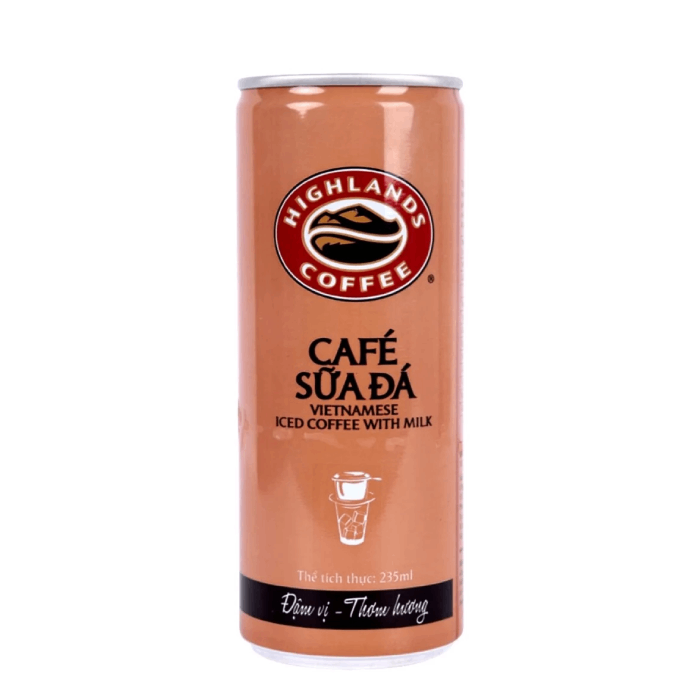 HIGHLANDS
COFFEE
®
CAFÉ
SỮA ĐÁ
VIETNAMESE
ICED COFFEE WITH MILK
Thể tích thực: 235ml
Đậm vị - Thơm hương